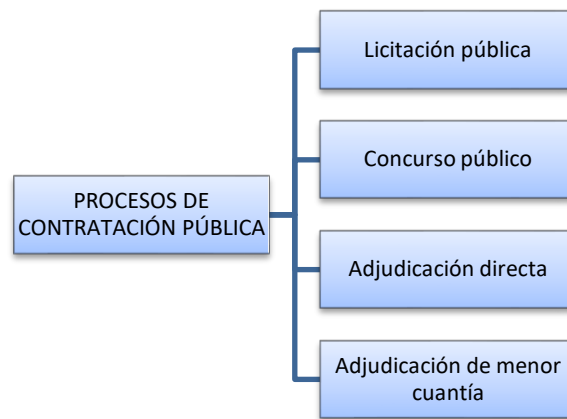 PROCESOS DE
CONTRATACIÓN PÚBLICA
Licitación pública
Concurso público
Adjudicación directa
Adjudicación de menor
cuantía